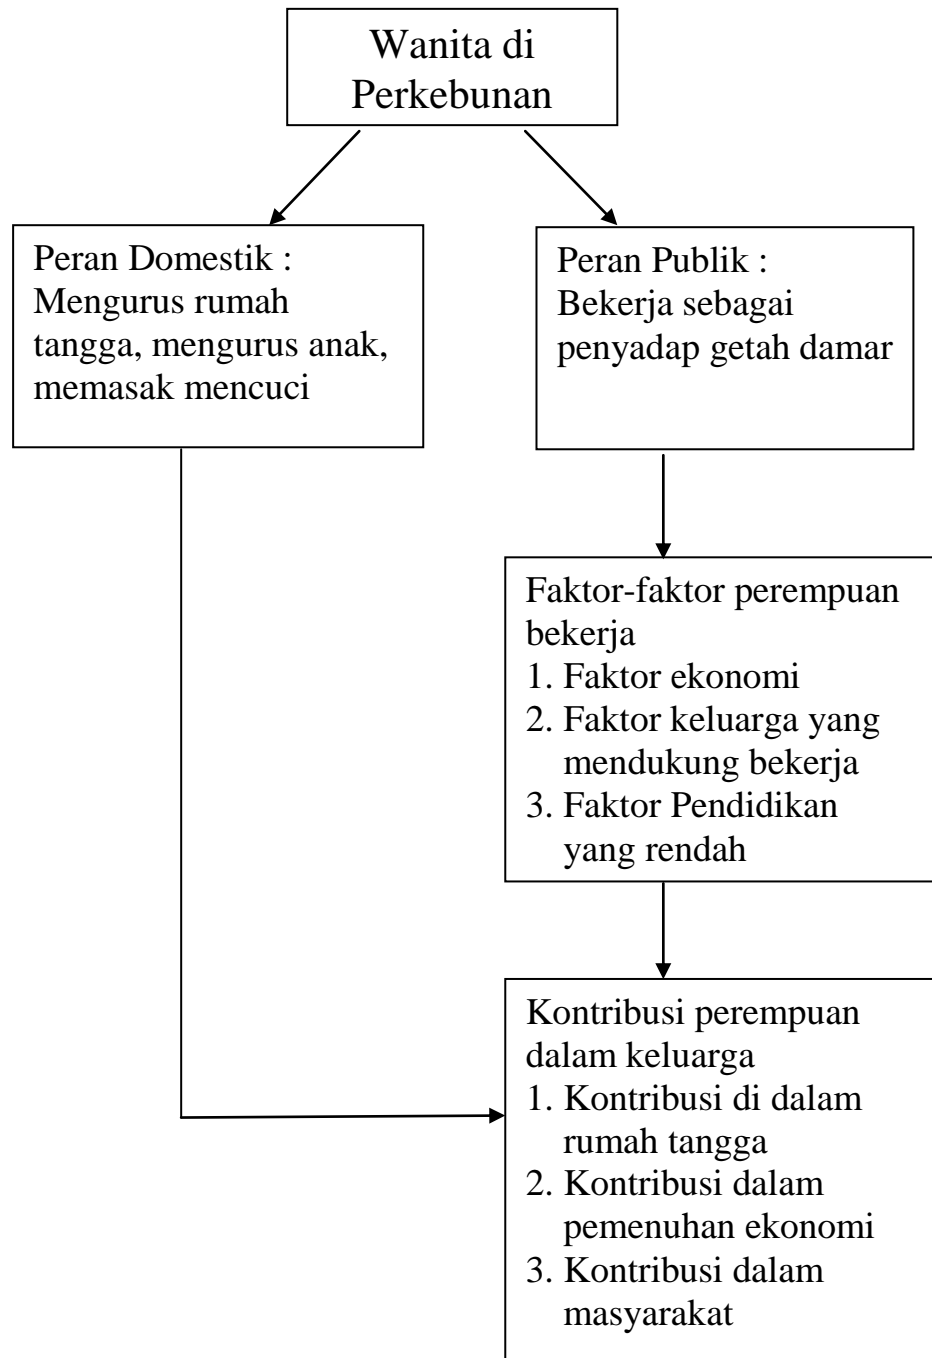 Wanita di
Perkebunan
Peran Domestik :
Mengurus rumah
tangga, mengurus anak,
memasak mencuci
Peran Publik :
Bekerja sebagai
penyadap getah damar
Faktor-faktor perempuan
bekerja
1. Faktor ekonomi
2. Faktor keluarga yang
mendukung bekerja
3. Faktor Pendidikan
yang rendah
Kontribusi perempuan
dalam keluarga
1. Kontribusi di dalam
rumah tangga
2. Kontribusi dalam
pemenuhan ekonomi
3. Kontribusi dalam
masyarakat